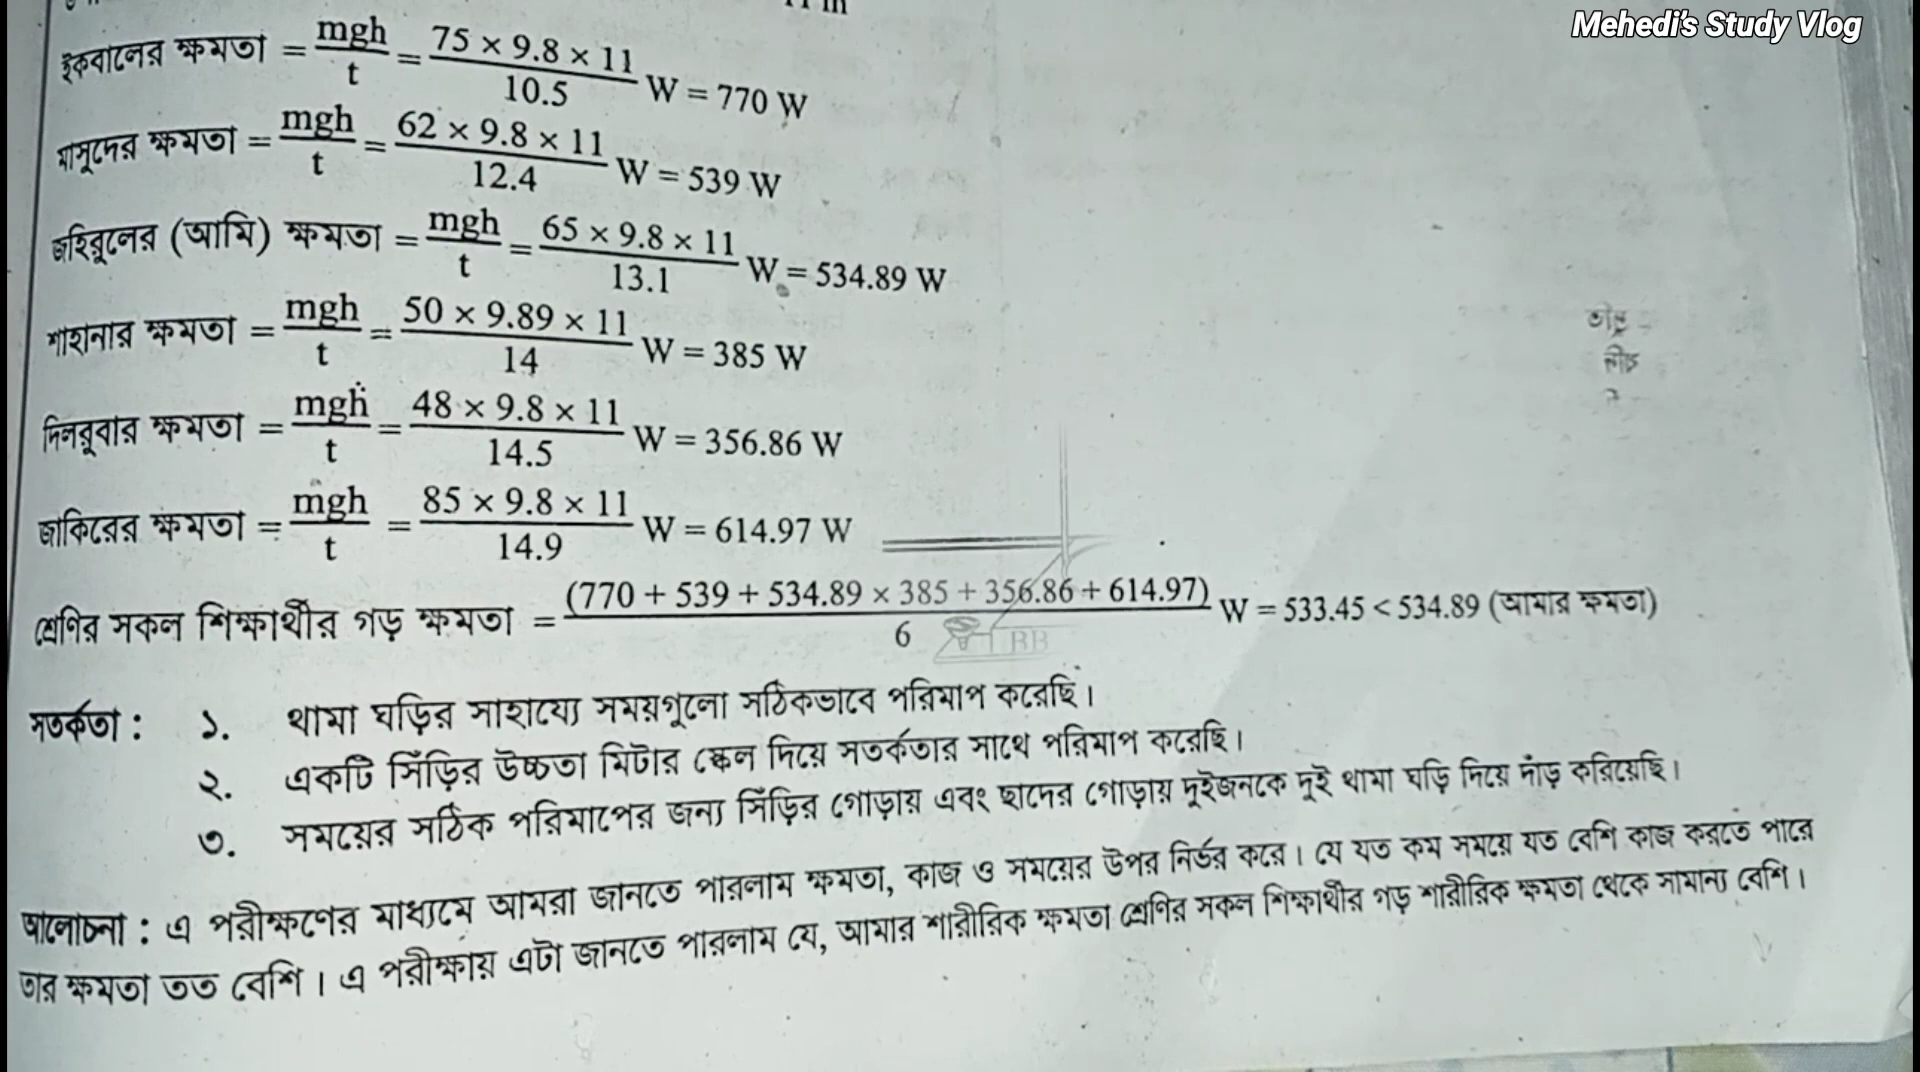 Mehedi's Study Vlog
11 m
ইকবালের ক্ষমতা = mgh/t = 75 × 9.8 × 11/10.5 W = 770 W
মাসুদের ক্ষমতা = mgh/t = 62 × 9.8 × 11/12.4 W = 539 W
জহিরুলের (আমি) ক্ষমতা = mgh/t = 65 × 9.8 × 11/13.1 W = 534.89 W
শাহানার ক্ষমতা = mgh/t = 50 × 9.89 × 11/14 W = 385 W
দিলরুবার ক্ষমতা = mgh/t = 48 × 9.8 × 11/14.5 W = 356.86 W
জাকিরের ক্ষমতা = mgh/t = 85 × 9.8 × 11/14.9 W = 614.97 W
শ্রেণির সকল শিক্ষার্থীর গড় ক্ষমতা = (770 + 539 + 534.89 × 385 + 356.86 + 614.97)/6 W = 533.45 < 534.89 (আমার ক্ষমতা)
BB
সতর্কতা : ১. থামা ঘড়ির সাহায্যে সময়গুলো সঠিকভাবে পরিমাপ করেছি।
২. একটি সিঁড়ির উচ্চতা মিটার স্কেল দিয়ে সতর্কতার সাথে পরিমাপ করেছি।
৩. সময়ের সঠিক পরিমাপের জন্য সিঁড়ির গোড়ায় এবং ছাদের গোড়ায় দুইজনকে দুই থামা ঘড়ি দিয়ে দাঁড় করিয়েছি।
আলোচনা : এ পরীক্ষণের মাধ্যমে আমরা জানতে পারলাম ক্ষমতা, কাজ ও সময়ের উপর নির্ভর করে। যে যত কম সময়ে যত বেশি কাজ করতে পারে
তার ক্ষমতা তত বেশি। এ পরীক্ষায় এটা জানতে পারলাম যে, আমার শারীরিক ক্ষমতা শ্রেণির সকল শিক্ষার্থীর গড় শারীরিক ক্ষমতা থেকে সামান্য বেশি।